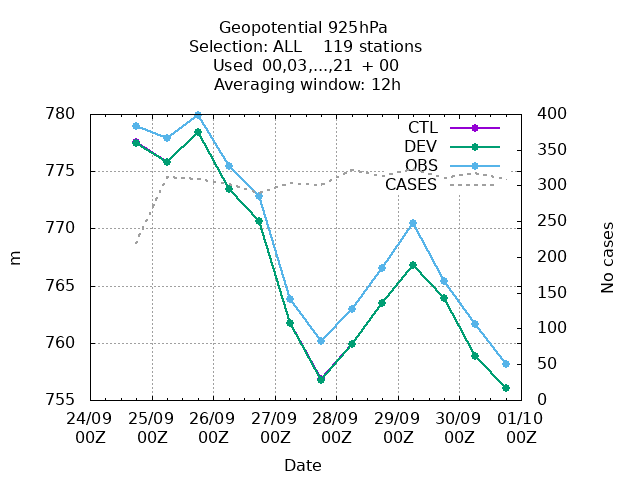 Geopotential 925hPa
Selection: ALL    119 stations
Used  00,03,...,21  + 00
Averaging window: 12h
CTL
DEV
OBS
CASES
780
775
770
765
760
755
m
400
350
300
250
200
150
100
50
0
No cases
24/09 25/09 26/09 27/09 28/09 29/09 30/09 01/10
00Z 00Z 00Z 00Z 00Z 00Z 00Z 00Z
Date